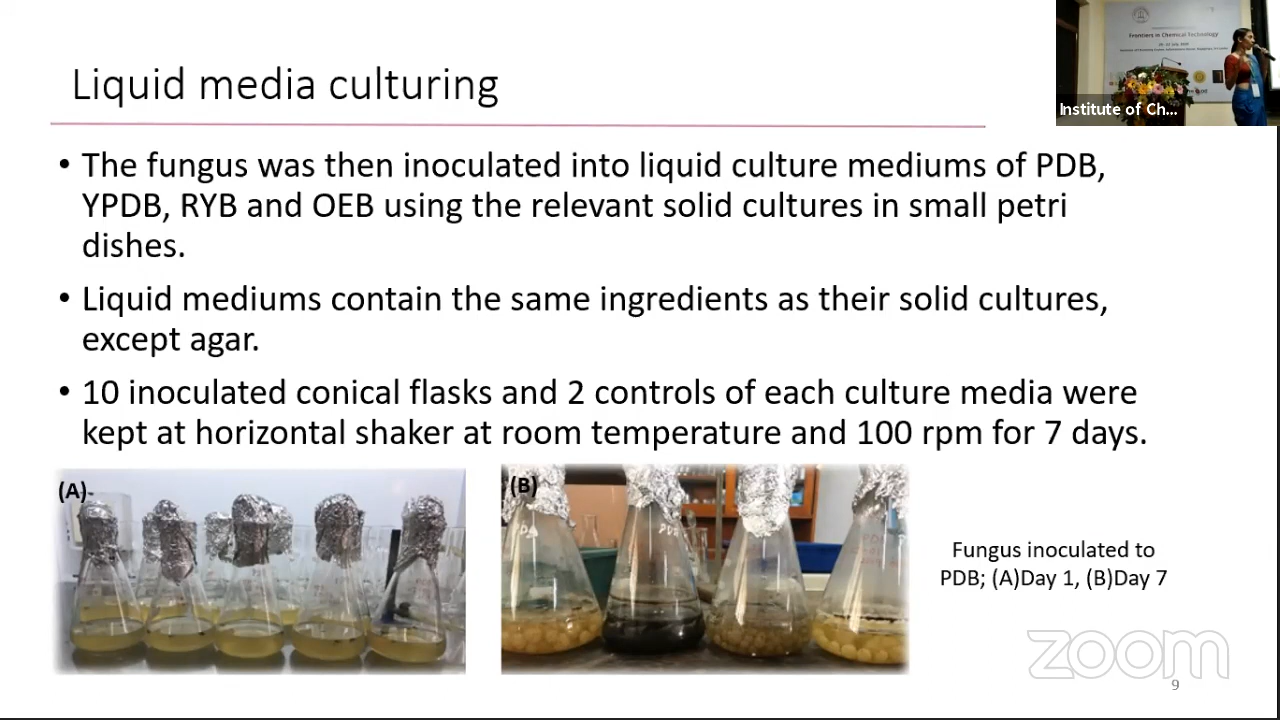 Liquid media culturing
Frontiers in Chemical Technology
Institute of Ch...
• The fungus was then inoculated into liquid culture mediums of PDB,
YPDB, RYB and OEB using the relevant solid cultures in small petri
dishes.
• Liquid mediums contain the same ingredients as their solid cultures,
except agar.
• 10 inoculated conical flasks and 2 controls of each culture media were
kept at horizontal shaker at room temperature and 100 rpm for 7 days.
(A)
(B)
Fungus inoculated to
PDB; (A)Day 1, (B)Day 7
zoom
9